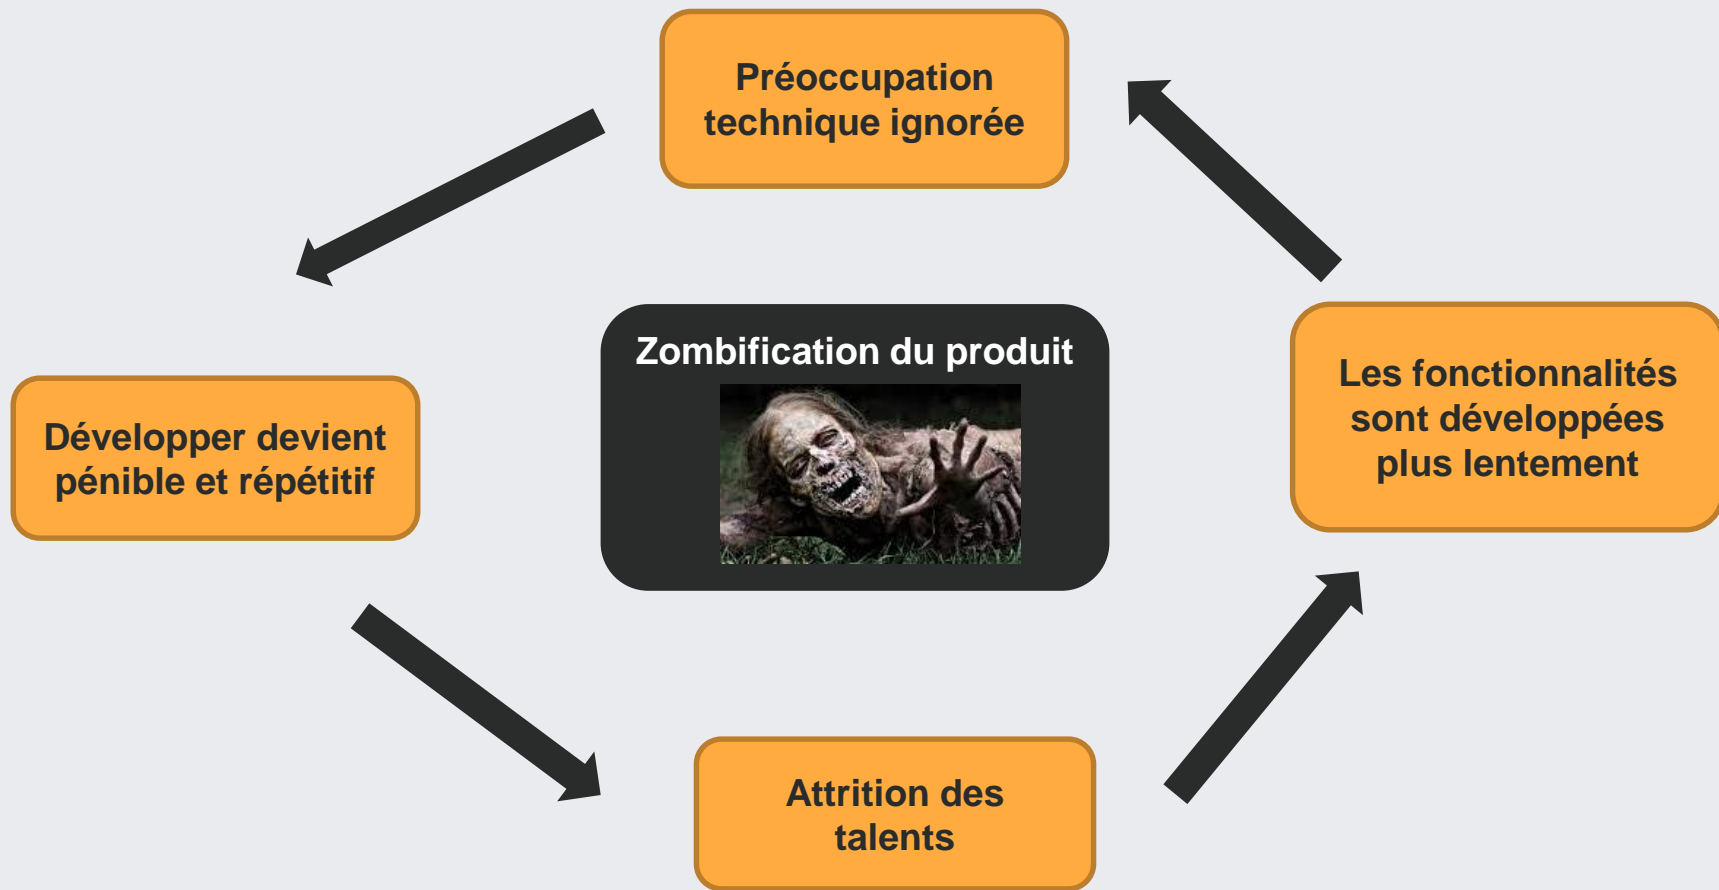 Préoccupation
technique ignorée
Zombification du produit
Développer devient
pénible et répétitif
Les fonctionnalités
sont développées
plus lentement
Attrition des
talents